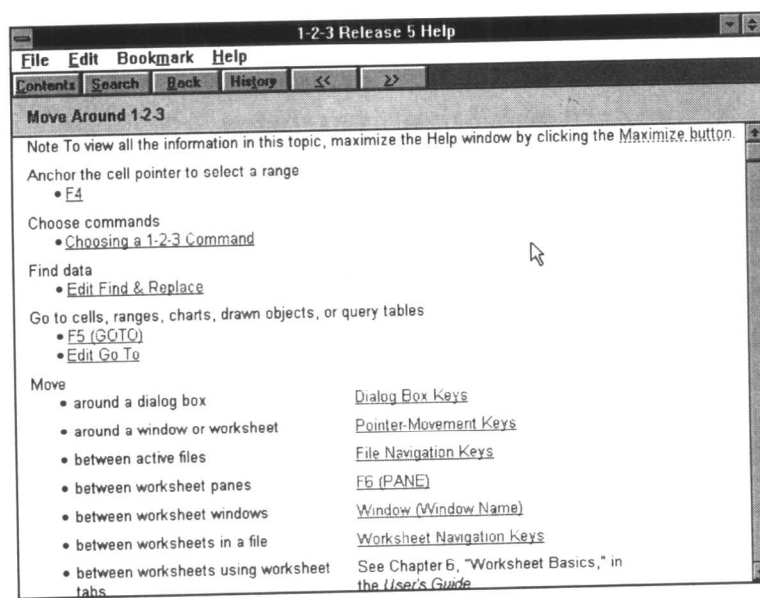 1-2-3 Release 5 Help
File Edit Bookmark Help
Contents Search Back History << >>
Move Around 1-2-3
Note To view all the information in this topic, maximize the Help window by clicking the Maximize button.
Anchor the cell pointer to select a range
• F4
Choose commands
• Choosing a 1-2-3 Command
Find data
• Edit Find & Replace
Go to cells, ranges, charts, drawn objects, or query tables
• F5 (GOTO)
• Edit Go To
Move
• around a dialog box Dialog Box Keys
• around a window or worksheet Pointer-Movement Keys
• between active files File Navigation Keys
• between worksheet panes F6 (PANE)
• between worksheet windows Window (Window Name)
• between worksheets in a file Worksheet Navigation Keys
• between worksheets using worksheet See Chapter 6, "Worksheet Basics," in
tabs the User's Guide